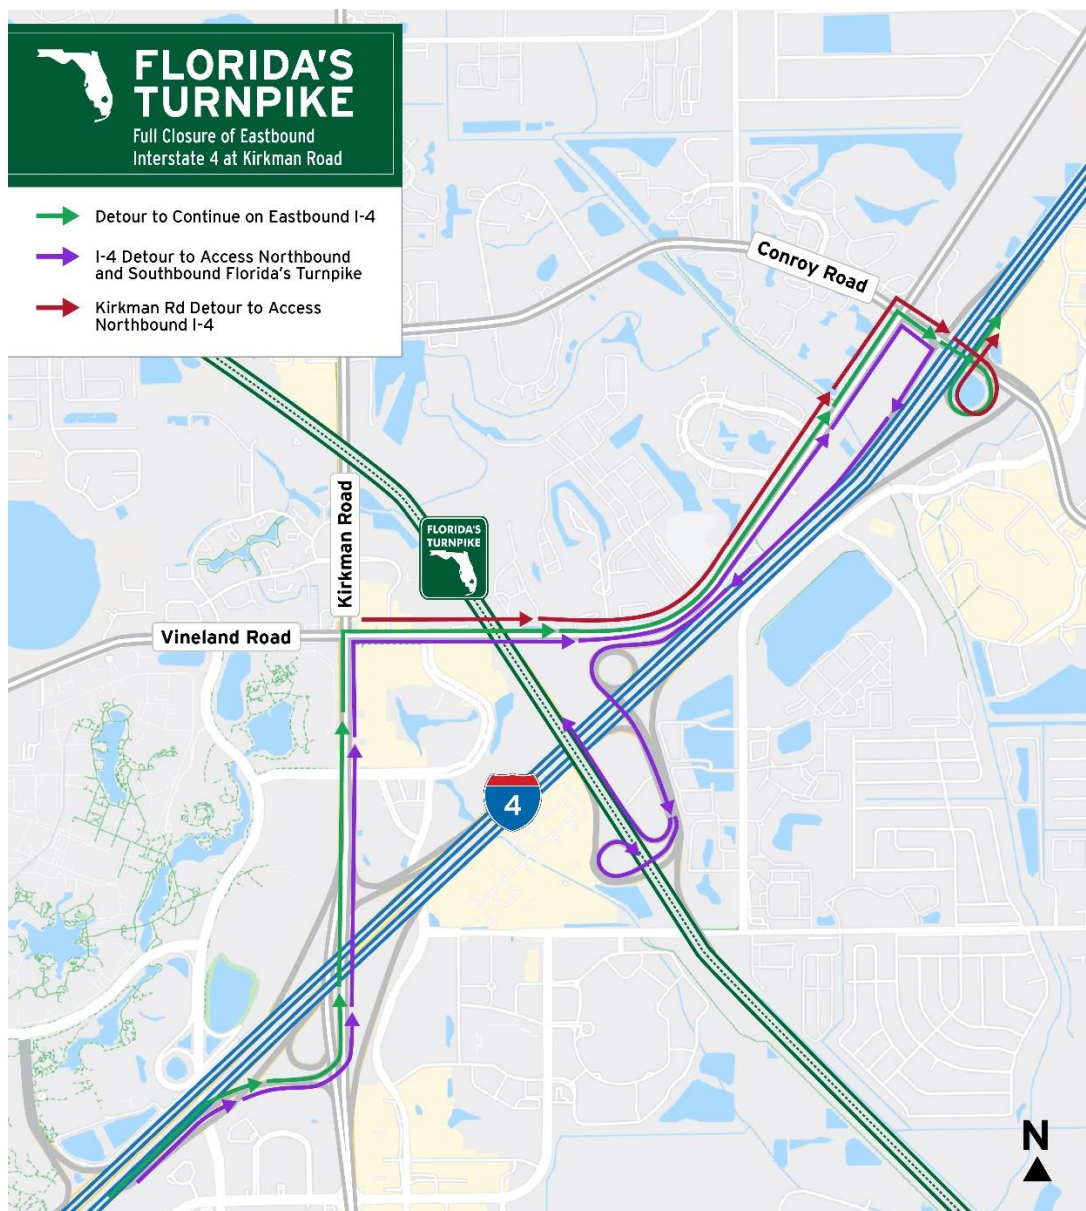 FLORIDA'S
TURNPIKE
Full Closure of Eastbound
Interstate 4 at Kirkman Road
Detour to Continue on Eastbound I-4
I-4 Detour to Access Northbound
and Southbound Florida's Turnpike
Kirkman Rd Detour to Access
Northbound I-4
Conroy Road
Kirkman Road
FLORIDA'S
TURNPIKE
Vineland Road
4
N